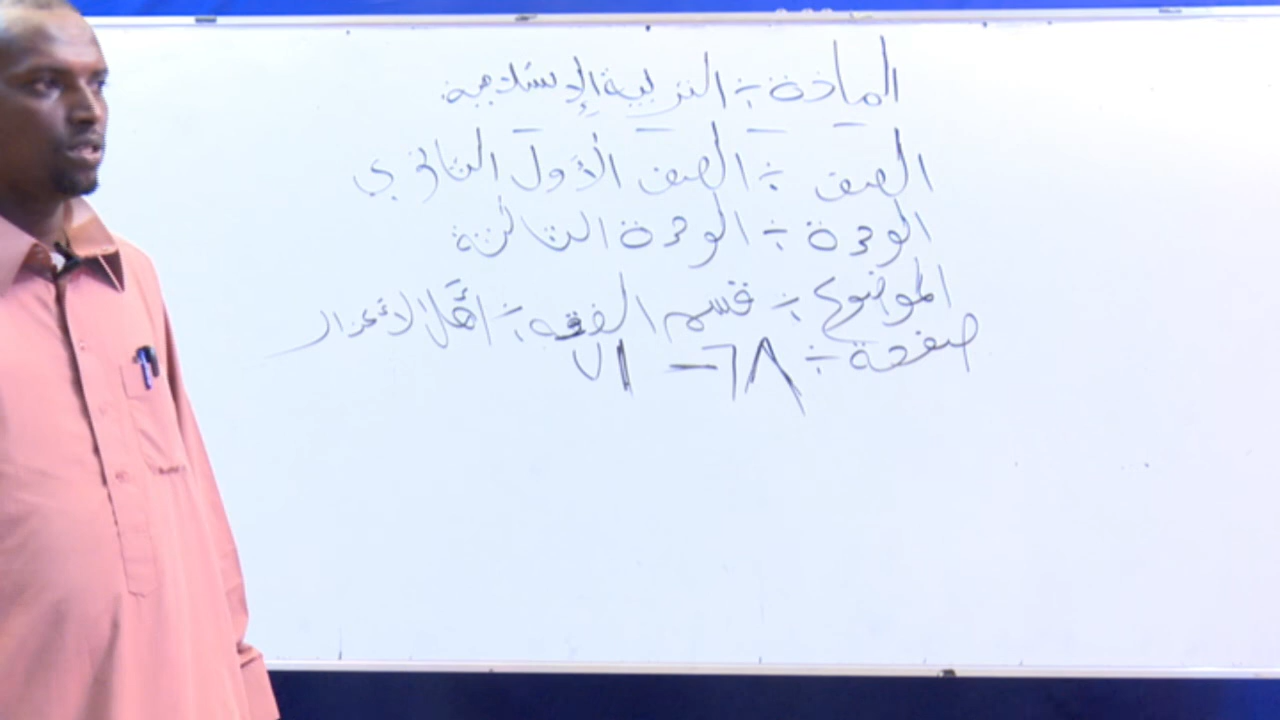 المادة ÷ التربية الإسلامية
الصف ÷ الصف الأول الثانوي
الوحدة ÷ الوحدة الثالثة
الموضوع ÷ قسم الفقه ÷ أهل الأعذار
صفحة ÷ ٦٨ - ٧١